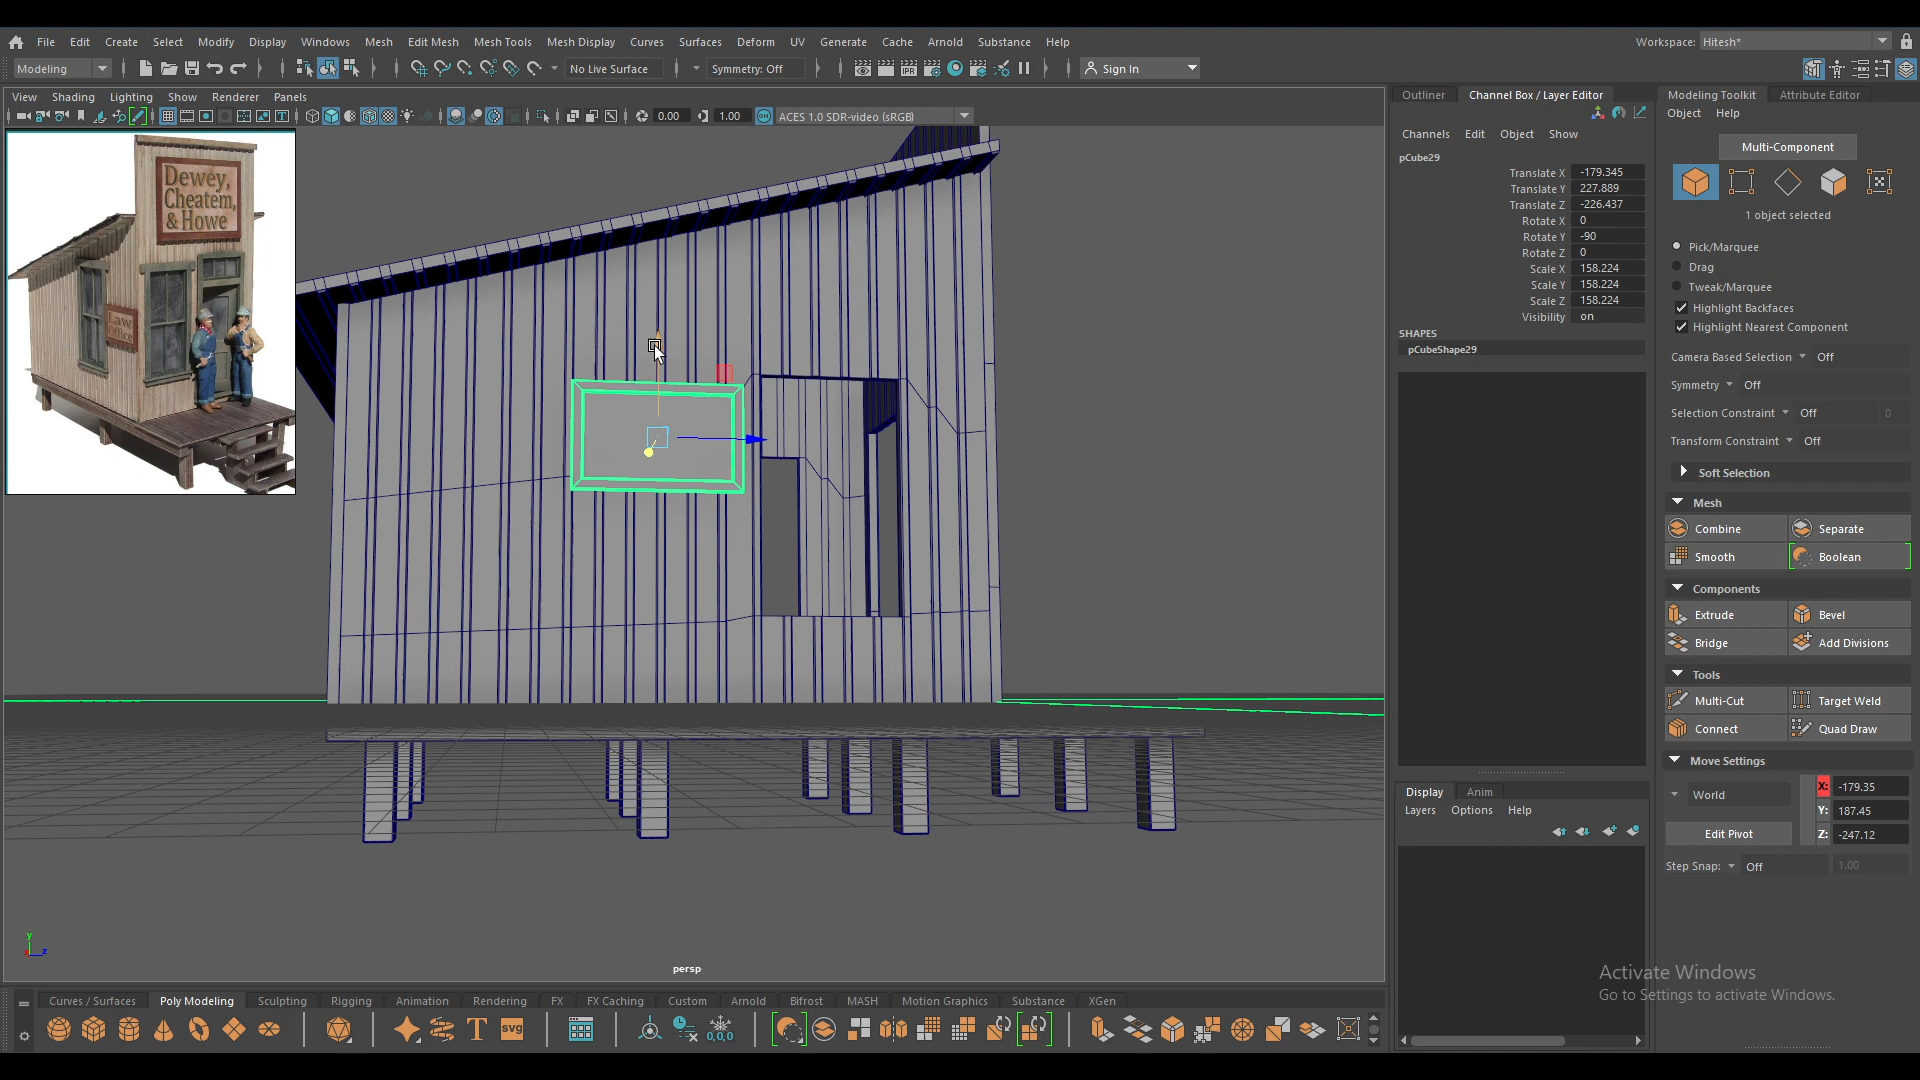 File Edit Create Select Modify Display Windows Mesh Edit Mesh Mesh Tools Mesh Display Curves Surfaces Deform UV Generate Cache Arnold Substance Help
Workspace: Hitesh*
Modeling No Live Surface Symmetry: Off Sign In
View Shading Lighting Show Renderer Panels
0.00 1.00 ACES 1.0 SDR-video (sRGB)
Dewey,
Cheatem,
& Howe
Law
Office
persp
Outliner Channel Box / Layer Editor
Channels Edit Object Show
pCube29
Translate X -179.345
Translate Y 227.889
Translate Z -226.437
Rotate X 0
Rotate Y -90
Rotate Z 0
Scale X 158.224
Scale Y 158.224
Scale Z 158.224
Visibility on
SHAPES
pCubeShape29
Display Anim
Layers Options Help
Modeling Toolkit Attribute Editor
Object Help
Multi-Component
1 object selected
Pick/Marquee
Drag
Tweak/Marquee
Highlight Backfaces
Highlight Nearest Component
Camera Based Selection Off
Symmetry Off
Selection Constraint Off 0
Transform Constraint Off
Soft Selection
Mesh
Combine Separate
Smooth Boolean
Components
Extrude Bevel
Bridge Add Divisions
Tools
Multi-Cut Target Weld
Connect Quad Draw
Move Settings
World X: -179.35
Y: 187.45
Edit Pivot Z: -247.12
Step Snap: Off 1.00
Activate Windows
Go to Settings to activate Windows.
Curves / Surfaces Poly Modeling Sculpting Rigging Animation Rendering FX FX Caching Custom Arnold Bifrost MASH Motion Graphics Substance XGen
T svg 0,0,0
y
z